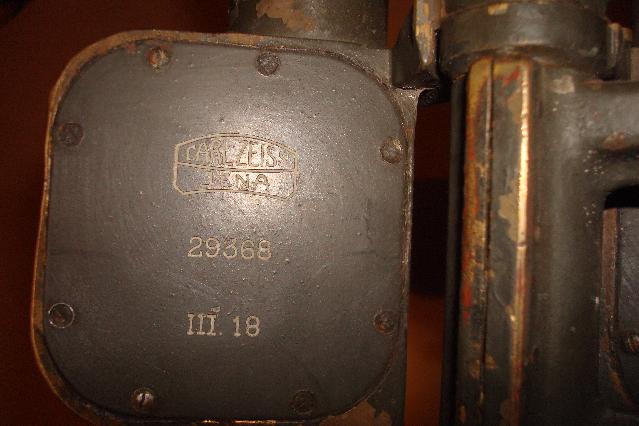 CARL ZEISS
JENA
29368
III. 18